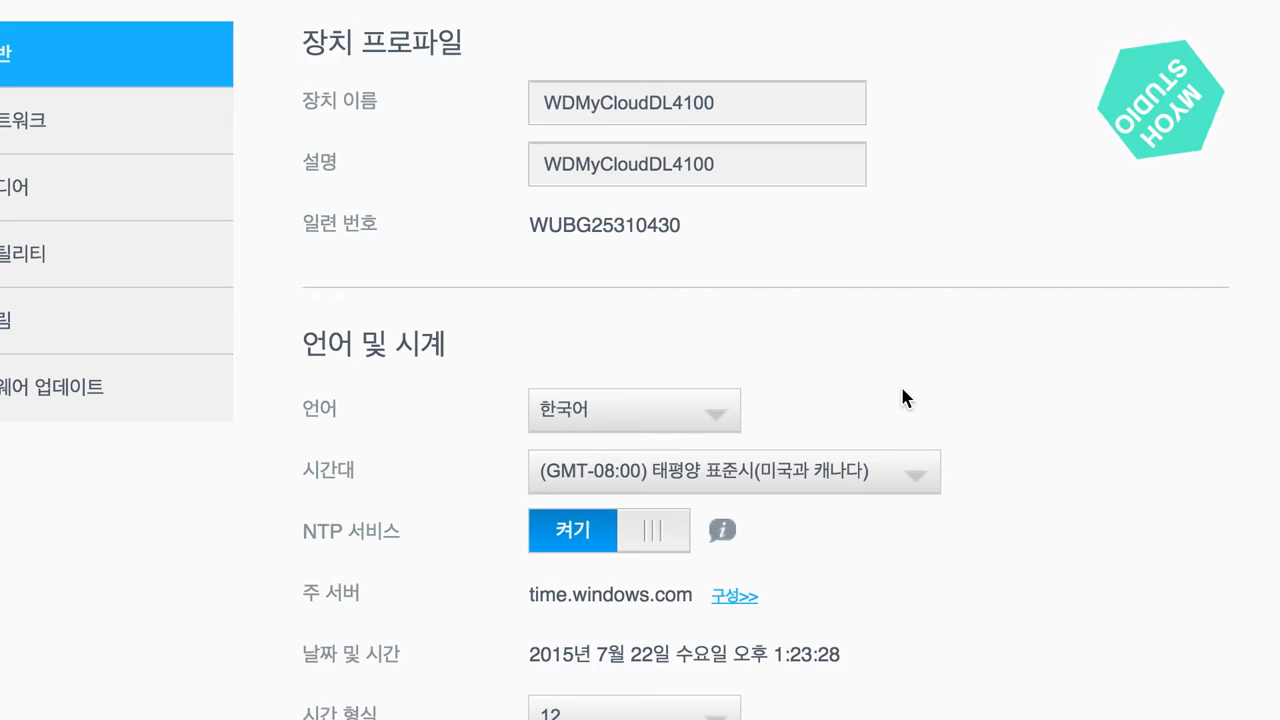 장치 프로파일
반
장치 이름
WDMyCloudDL4100
트워크
설명
WDMyCloudDL4100
디어
일련 번호
WUBG25310430
틸리티
림
언어 및 시계
웨어 업데이트
언어
한국어
시간대
(GMT-08:00) 태평양 표준시(미국과 캐나다)
NTP 서비스
켜기
주 서버
time.windows.com
구성>>
날짜 및 시간
2015년 7월 22일 수요일 오후 1:23:28
시간 형식
12
MYOH
STUDIO